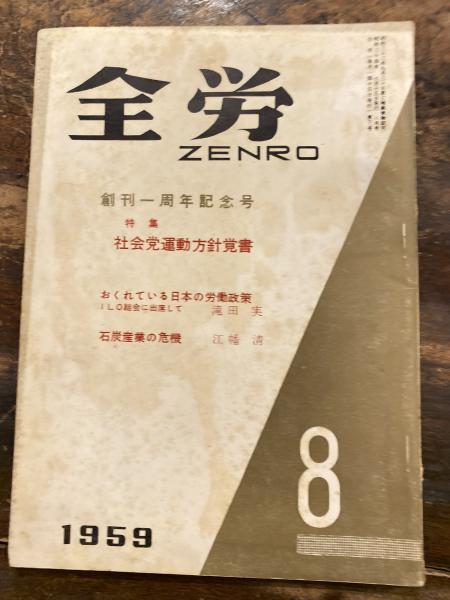 全労
ZENRO
創刊一周年記念号
特集
社会党運動方針覚書
おくれている日本の労働政策
ILO総会に出席して 滝田 実
石炭産業の危機 江幡 清
8
1959